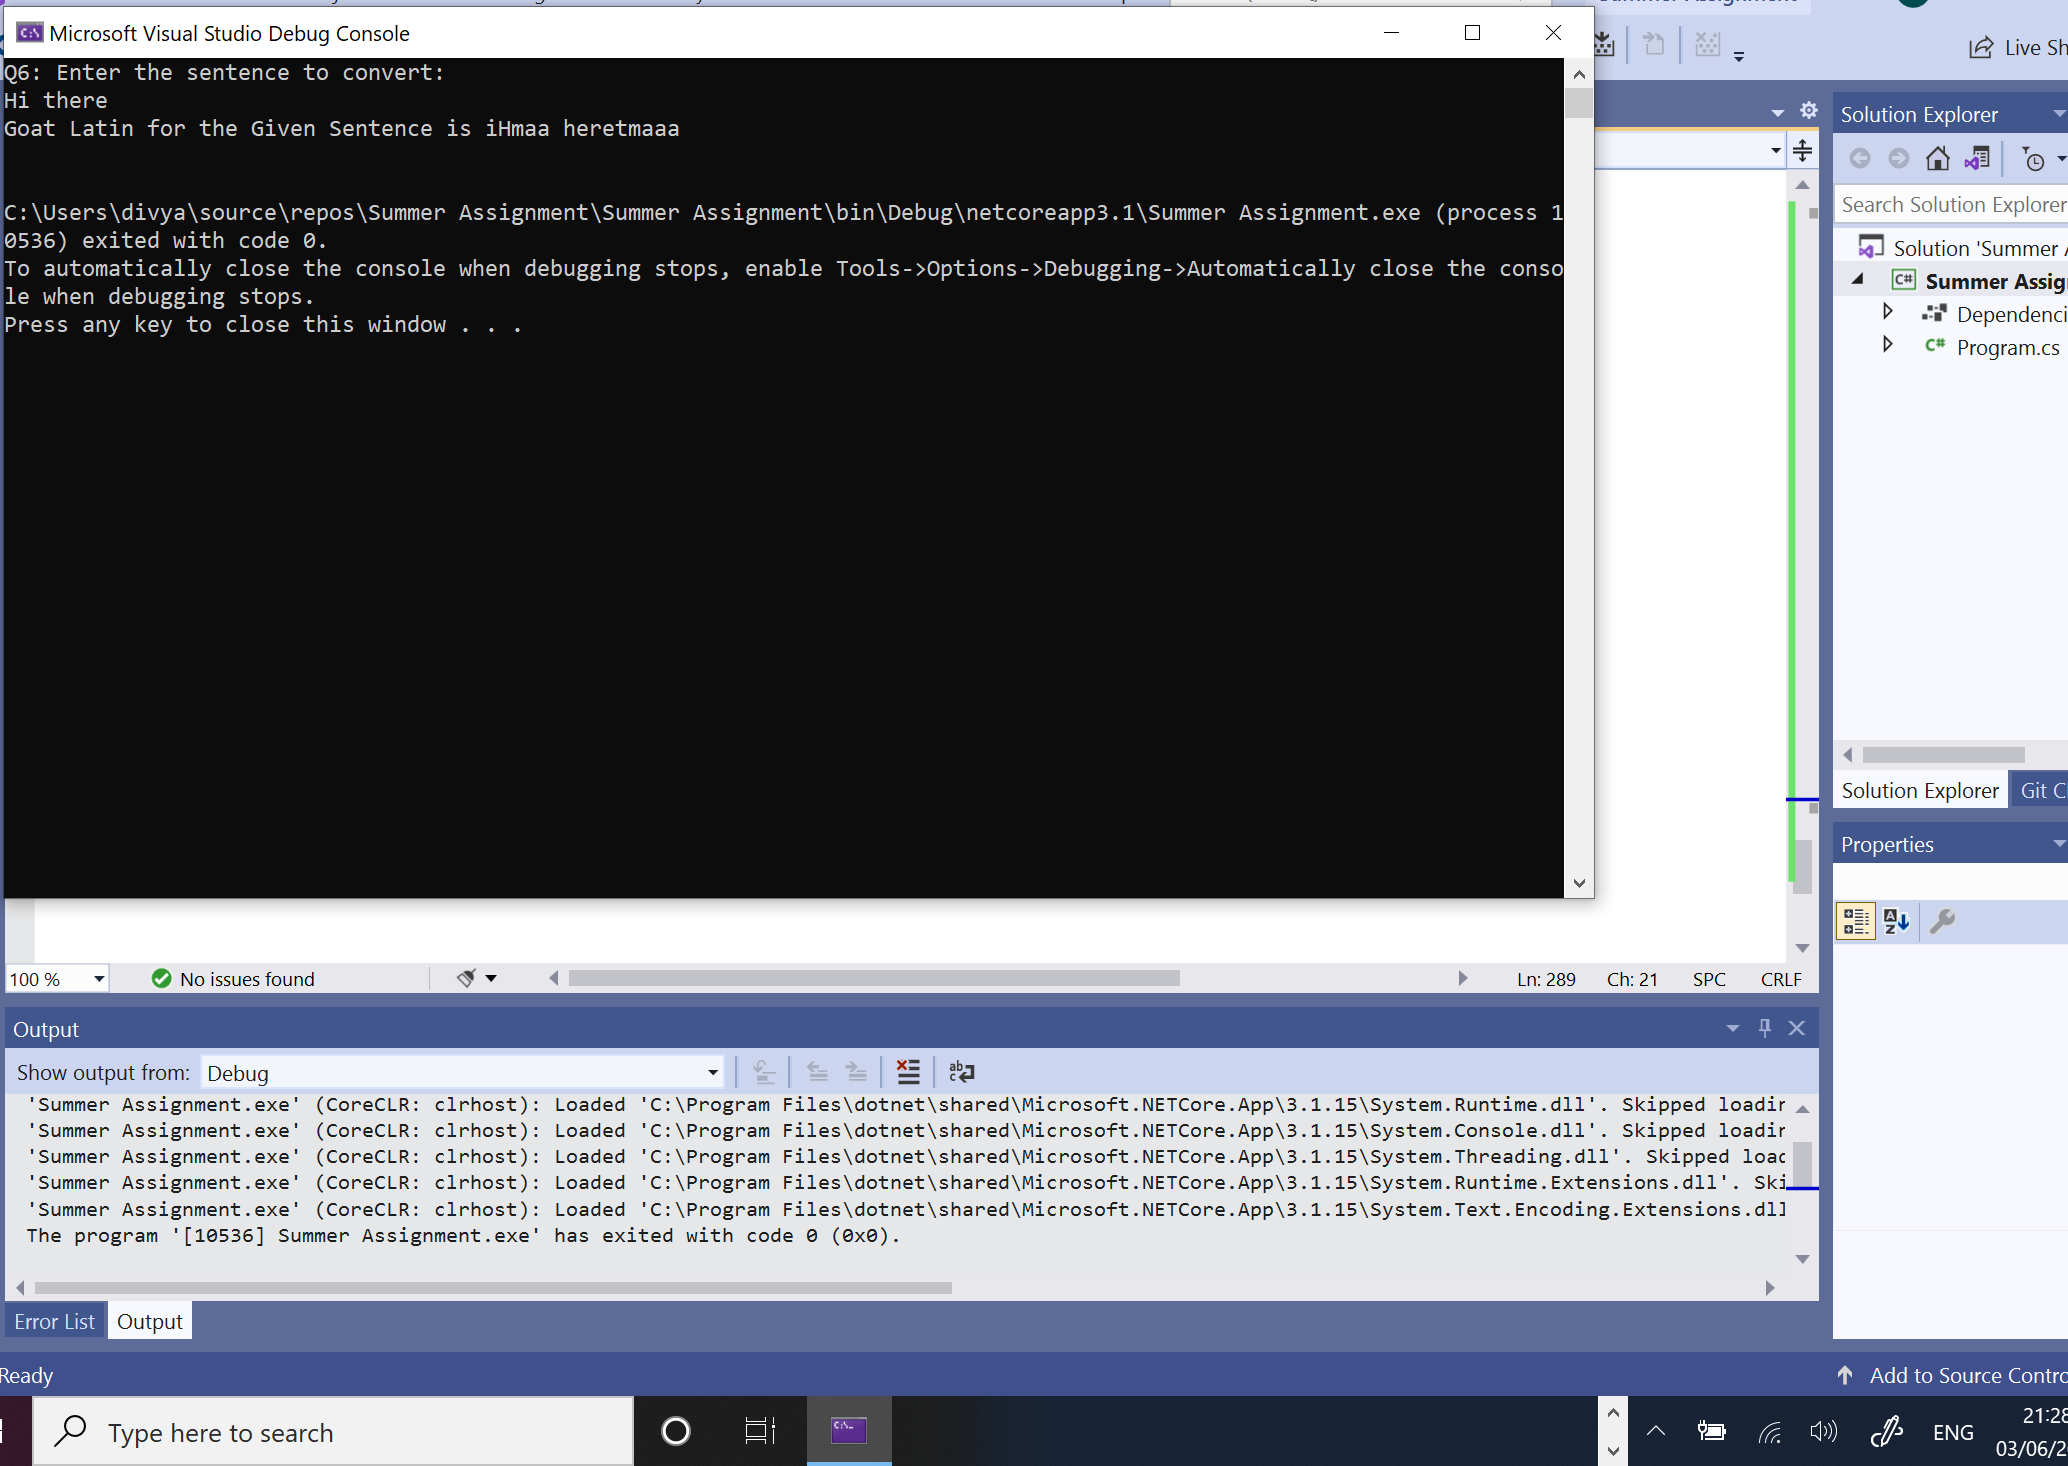 Microsoft Visual Studio Debug Console
Q6: Enter the sentence to convert:
Hi there
Goat Latin for the Given Sentence is iHmaa heretmaaa
C:\Users\divya\source\repos\Summer Assignment\Summer Assignment\bin\Debug\netcoreapp3.1\Summer Assignment.exe (process 1
0536) exited with code 0.
To automatically close the console when debugging stops, enable Tools->Options->Debugging->Automatically close the conso
le when debugging stops.
Press any key to close this window . . .
Live Sh
Solution Explorer
Search Solution Explorer
Solution 'Summer A
C# Summer Assig
Dependenci
C# Program.cs
Solution Explorer Git C
Properties
100 % No issues found Ln: 289 Ch: 21 SPC CRLF
Output
Show output from: Debug
'Summer Assignment.exe' (CoreCLR: clrhost): Loaded 'C:\Program Files\dotnet\shared\Microsoft.NETCore.App\3.1.15\System.Runtime.dll'. Skipped loadin
'Summer Assignment.exe' (CoreCLR: clrhost): Loaded 'C:\Program Files\dotnet\shared\Microsoft.NETCore.App\3.1.15\System.Console.dll'. Skipped loadin
'Summer Assignment.exe' (CoreCLR: clrhost): Loaded 'C:\Program Files\dotnet\shared\Microsoft.NETCore.App\3.1.15\System.Threading.dll'. Skipped load
'Summer Assignment.exe' (CoreCLR: clrhost): Loaded 'C:\Program Files\dotnet\shared\Microsoft.NETCore.App\3.1.15\System.Runtime.Extensions.dll'. Ski
'Summer Assignment.exe' (CoreCLR: clrhost): Loaded 'C:\Program Files\dotnet\shared\Microsoft.NETCore.App\3.1.15\System.Text.Encoding.Extensions.dll
The program '[10536] Summer Assignment.exe' has exited with code 0 (0x0).
Error List Output
Ready
Add to Source Contro
Type here to search
ENG
21:28
03/06/2